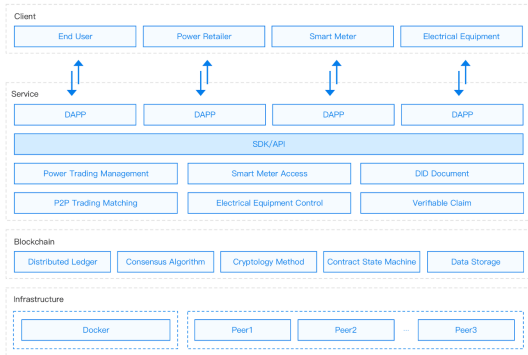 Client
End User
Power Retailer
Smart Meter
Electrical Equipment
Service
DAPP
DAPP
DAPP
DAPP
SDK/API
Power Trading Management
Smart Meter Access
DID Document
P2P Trading Matching
Electrical Equipment Control
Verifiable Claim
Blockchain
Distributed Ledger
Consensus Algorithm
Cryptology Method
Contract State Machine
Data Storage
Infrastructure
Docker
Peer1
Peer2
...
Peer3